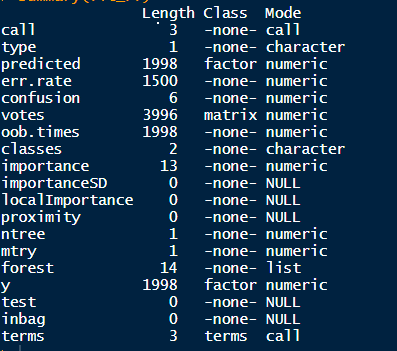 Length Class Mode
call 3 -none- call
type 1 -none- character
predicted 1998 factor numeric
err.rate 1500 -none- numeric
confusion 6 -none- numeric
votes 3996 matrix numeric
oob.times 1998 -none- numeric
classes 2 -none- character
importance 13 -none- numeric
importanceSD 0 -none- NULL
localImportance 0 -none- NULL
proximity 0 -none- NULL
ntree 1 -none- numeric
mtry 1 -none- numeric
forest 14 -none- list
y 1998 factor numeric
test 0 -none- NULL
inbag 0 -none- NULL
terms 3 terms call